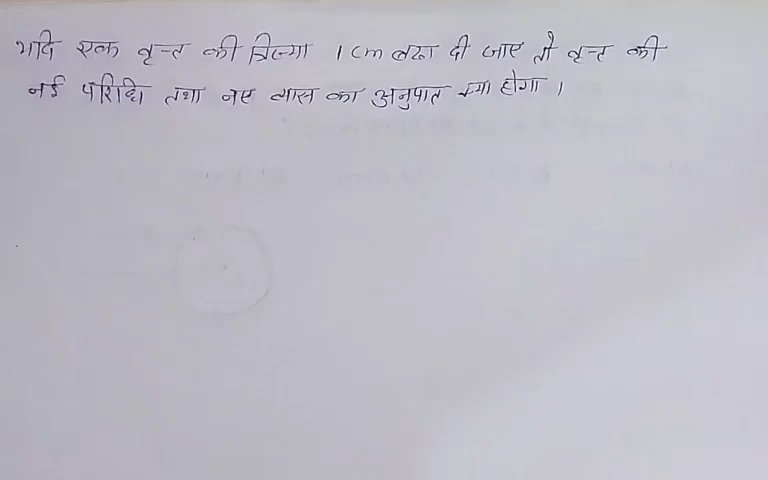 यदि एक वृत्त की त्रिज्या 1 cm बढ़ा दी जाए तो वृत्त की
नई परिधि तथा नए व्यास का अनुपात क्या होगा ।